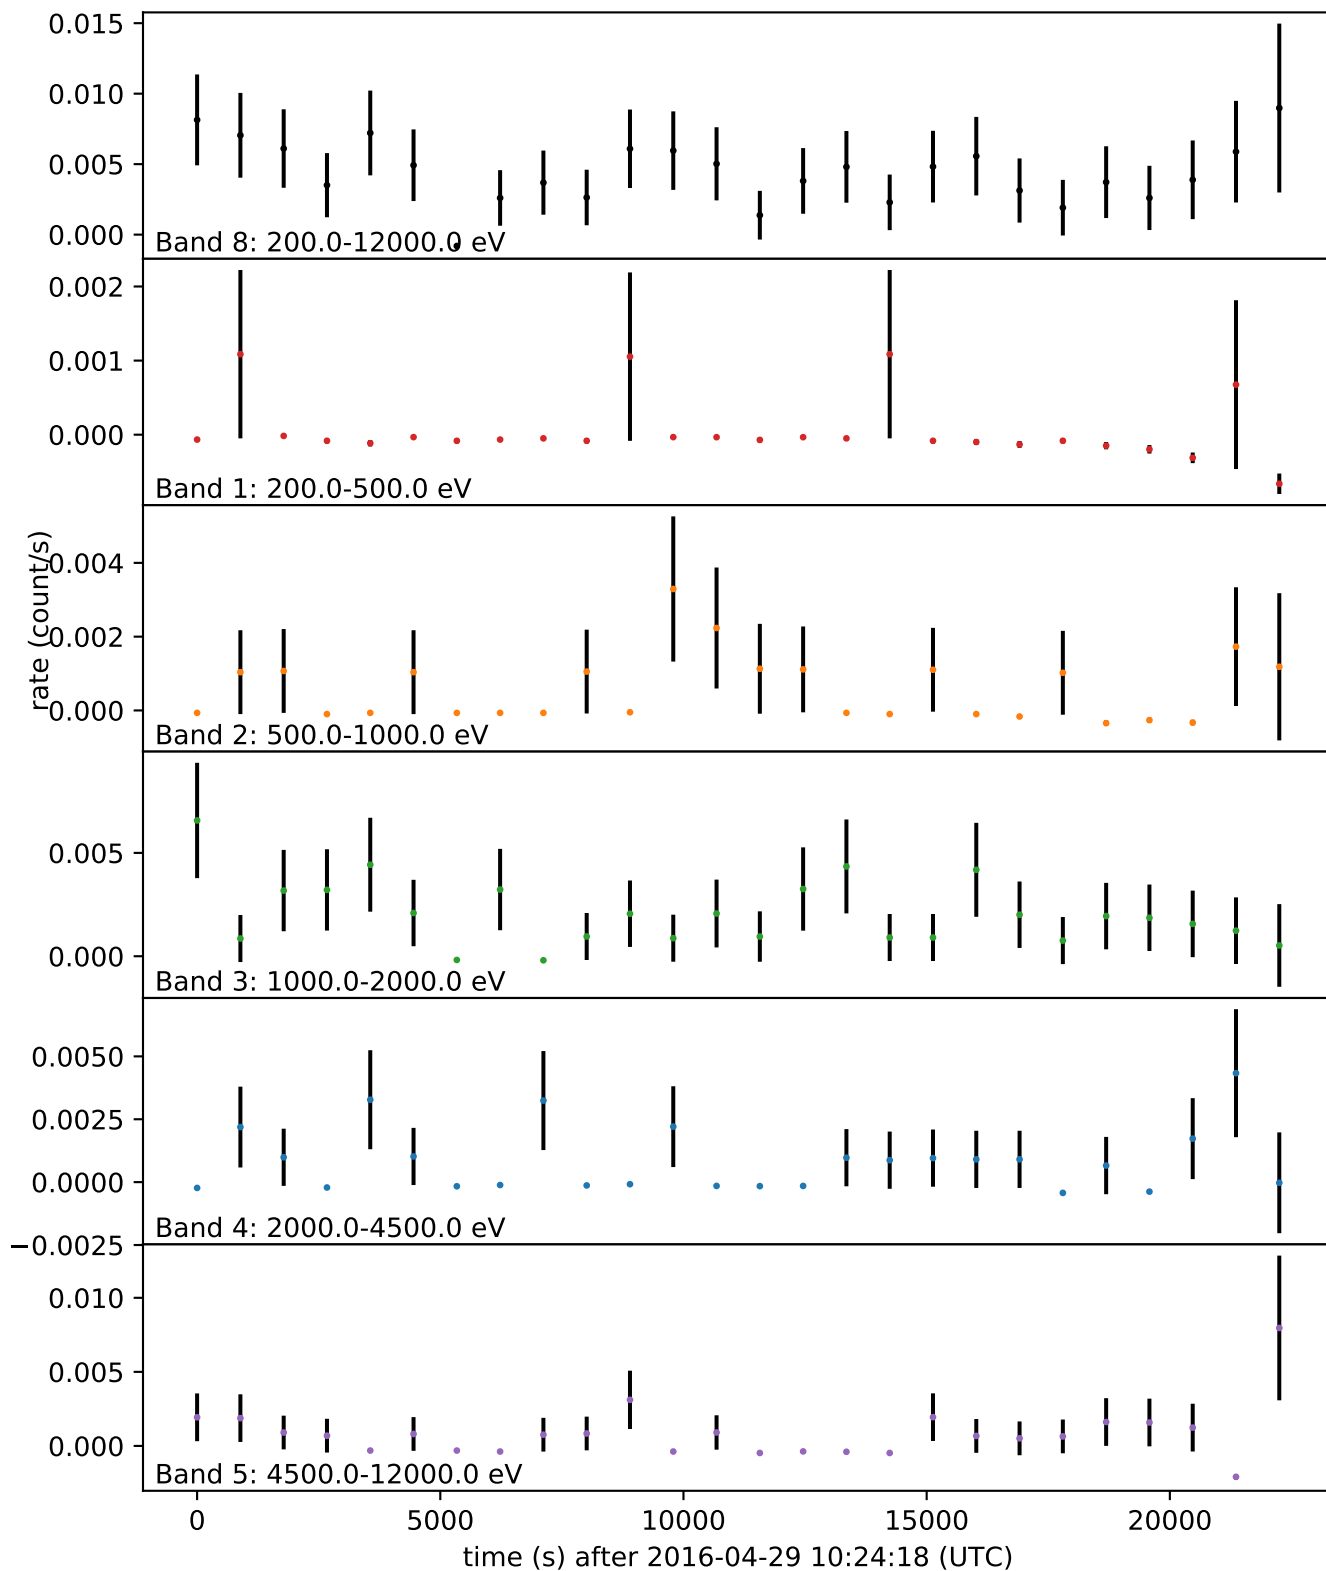 0.015
0.010
0.005
0.000
Band 8: 200.0-12000.0 eV
0.002
0.001
0.000
Band 1: 200.0-500.0 eV
rate (count/s)
0.004
0.002
0.000
Band 2: 500.0-1000.0 eV
0.005
0.000
Band 3: 1000.0-2000.0 eV
0.0050
0.0025
0.0000
−0.0025
Band 4: 2000.0-4500.0 eV
0.010
0.005
0.000
Band 5: 4500.0-12000.0 eV
0 5000 10000 15000 20000
time (s) after 2016-04-29 10:24:18 (UTC)